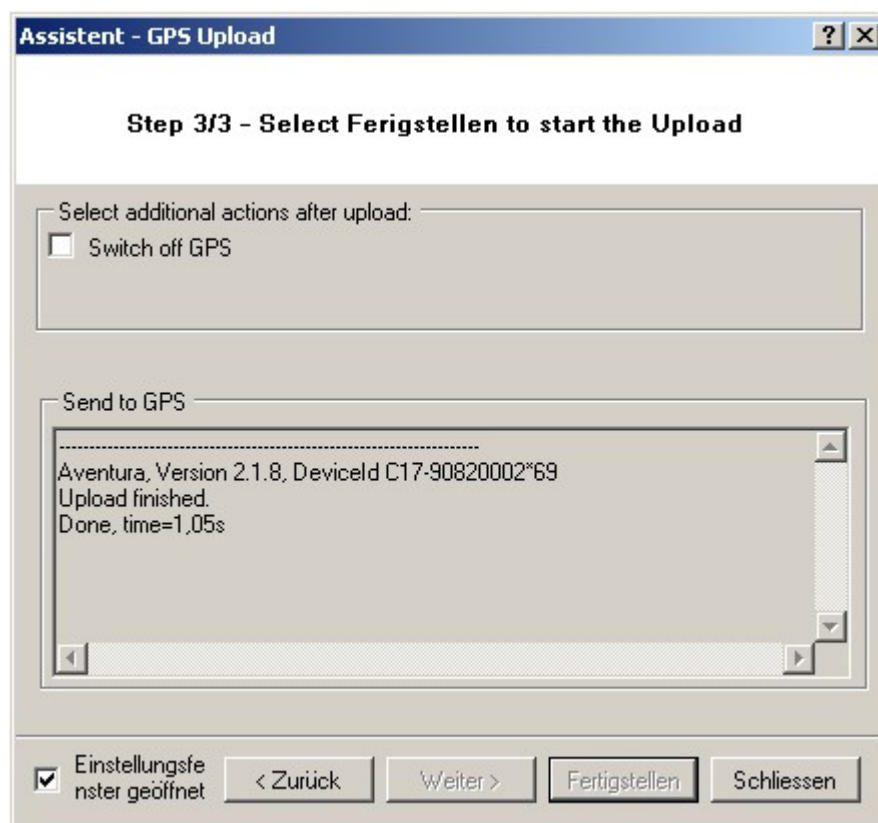 Assistent - GPS Upload
Step 3/3 - Select Ferigstellen to start the Upload
Select additional actions after upload:
Switch off GPS
Send to GPS
--------------------------------------------------------------------
Aventura, Version 2.1.8, DeviceId C17-90820002*69
Upload finished.
Done, time=1,05s
Einstellungsfe
nster geöffnet
< Zurück
Weiter >
Fertigstellen
Schliessen